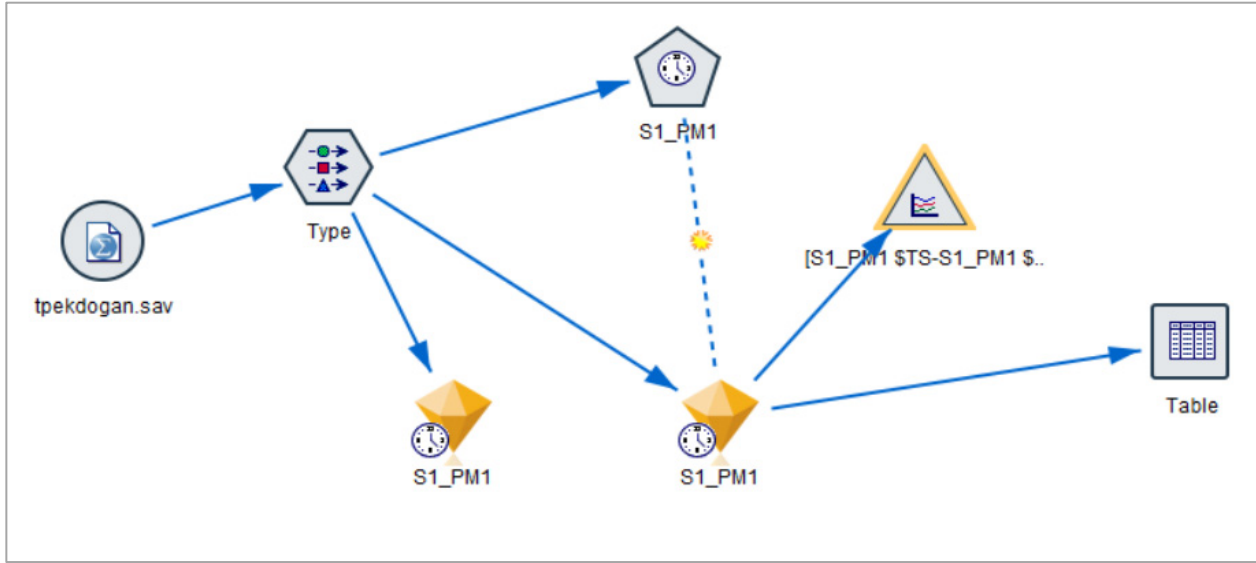 S1_PM1
Type
[S1_PM1 $TS-S1_PM1 $..
tpekdogan.sav
Table
S1_PM1
S1_PM1